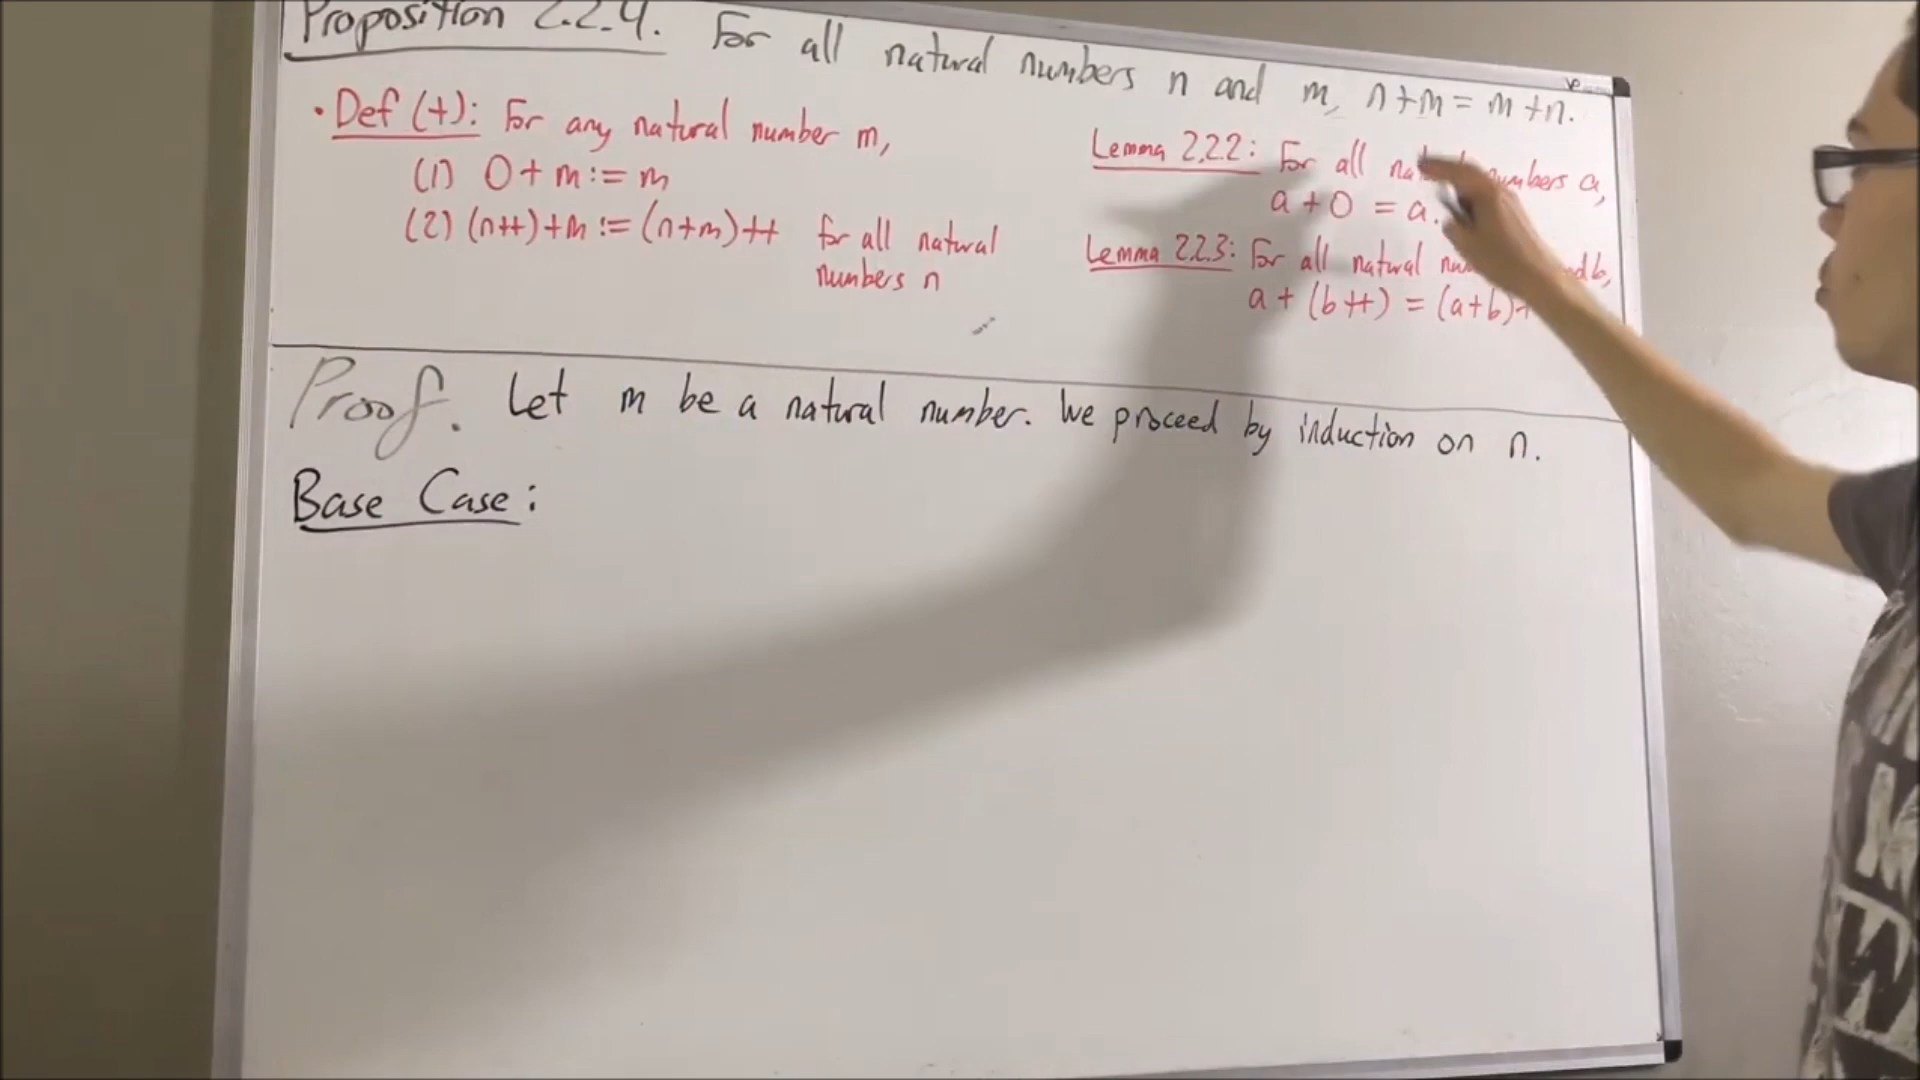 Proposition 2.2.4. For all natural numbers n and m, n+m = m+n.
• Def (+): For any natural number m,
(1) 0 + m := m
(2) (n++)+m := (n+m)++ for all natural
numbers n
Lemma 2.2.2: For all numbers a,
a + 0 = a.
Lemma 2.2.3: For all natural b,
a + (b++) = (a+b)+
Proof. Let m be a natural number. We proceed by induction on n.
Base Case: